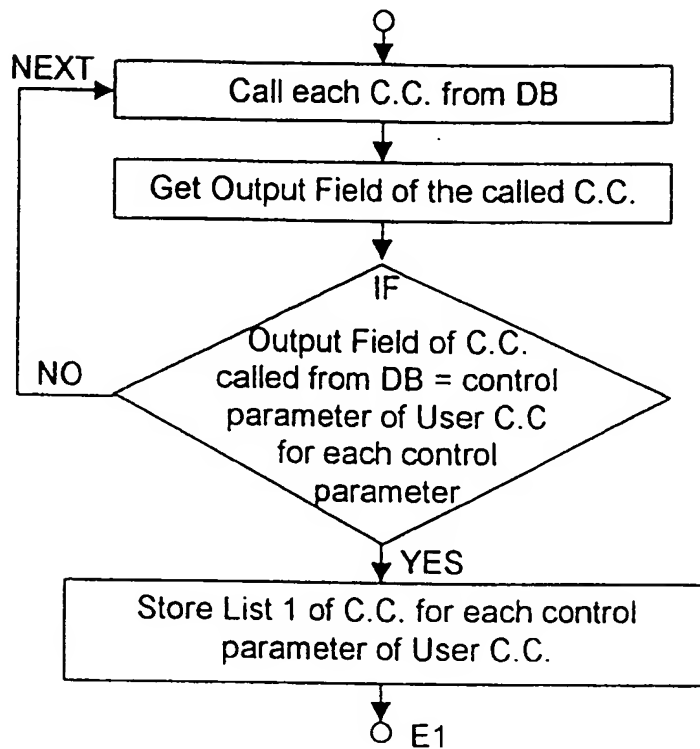 NEXT
Call each C.C. from DB
Get Output Field of the called C.C.
IF
Output Field of C.C.
called from DB = control
parameter of User C.C
for each control
parameter
NO
YES
Store List 1 of C.C. for each control
parameter of User C.C.
E1